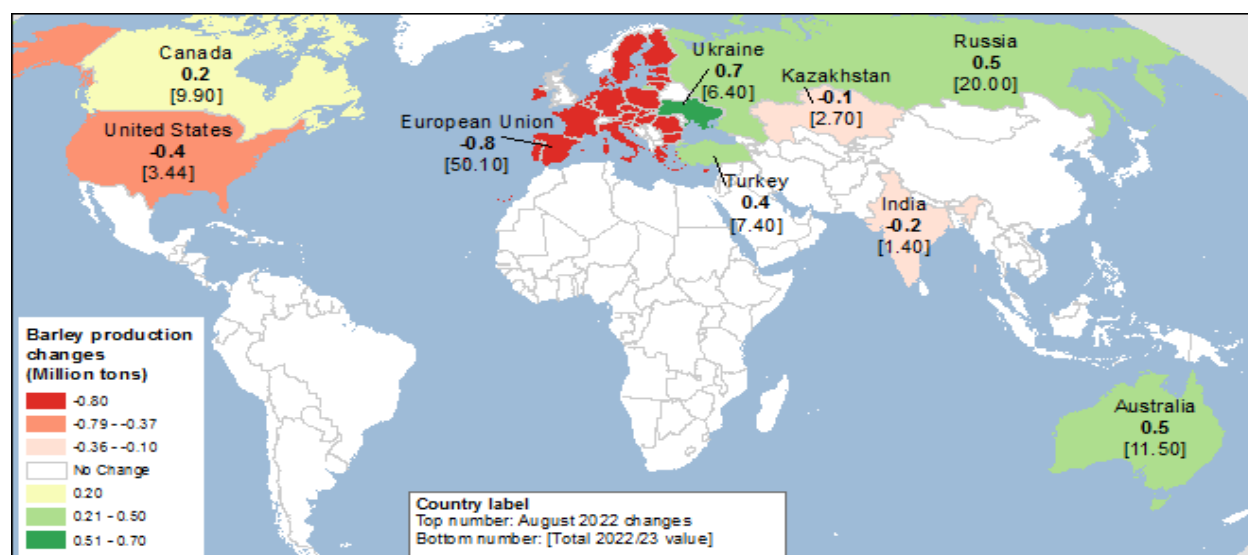 Canada
0.2
[9.90]
United States
-0.4
[3.44]
European Union
-0.8
[50.10]
Ukraine
0.7
[6.40]
Kazakhstan
-0.1
[2.70]
Russia
0.5
[20.00]
Turkey
0.4
[7.40]
India
-0.2
[1.40]
Australia
0.5
[11.50]
Barley production
changes
(Million tons)
-0.80
-0.79 - -0.37
-0.36 - -0.10
No Change
0.20
0.21 - 0.50
0.51 - 0.70
Country label
Top number: August 2022 changes
Bottom number: [Total 2022/23 value]